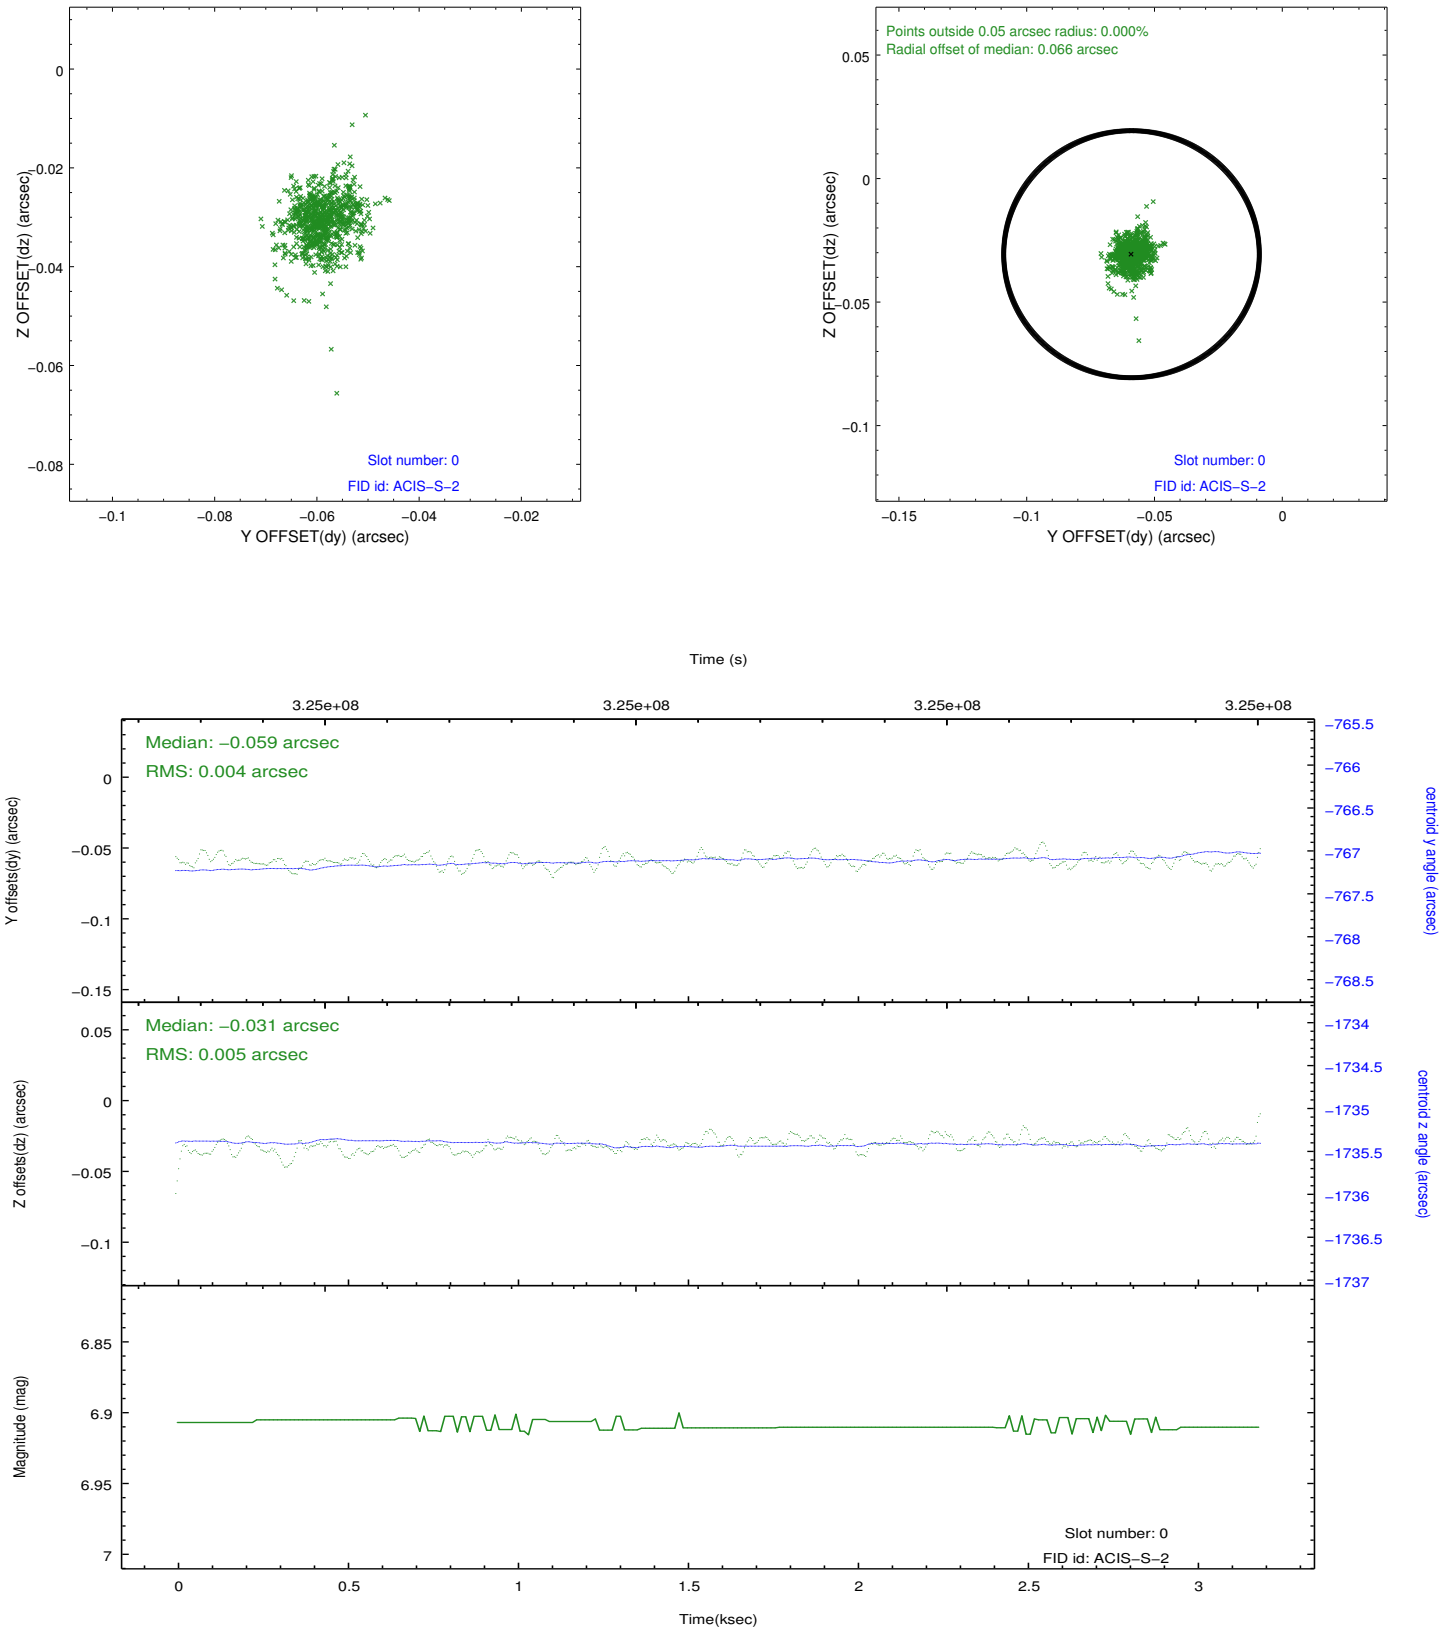 0
−0.02
−0.04
−0.06
−0.08
Z OFFSET(dz) (arcsec)
Slot number: 0
FID id: ACIS−S−2
−0.1
−0.08
−0.06
−0.04
−0.02
Y OFFSET(dy) (arcsec)
Points outside 0.05 arcsec radius: 0.000%
Radial offset of median: 0.066 arcsec
0.05
0
−0.05
−0.1
Z OFFSET(dz) (arcsec)
Slot number: 0
FID id: ACIS−S−2
−0.15
−0.1
−0.05
0
Y OFFSET(dy) (arcsec)
Time (s)
3.25e+08
3.25e+08
3.25e+08
3.25e+08
Median: −0.059 arcsec
RMS: 0.004 arcsec
0
−0.05
−0.1
−0.15
Y offsets(dy) (arcsec)
−765.5
−766
−766.5
−767
−767.5
−768
−768.5
centroid y angle (arcsec)
Median: −0.031 arcsec
RMS: 0.005 arcsec
0.05
0
−0.05
−0.1
Z offsets(dz) (arcsec)
−1734
−1734.5
−1735
−1735.5
−1736
−1736.5
−1737
centroid z angle (arcsec)
6.85
6.9
6.95
7
Magnitude (mag)
Slot number: 0
FID id: ACIS−S−2
0
0.5
1
1.5
2
2.5
3
Time(ksec)